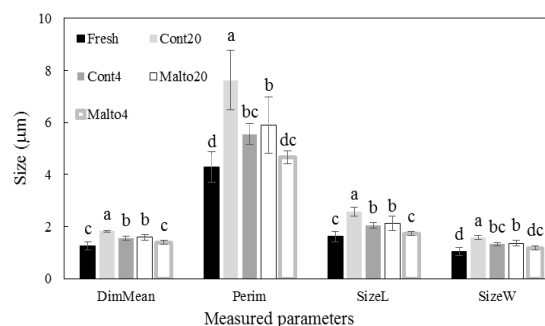 10
8
6
4
2
0
Size (μm)
Fresh
Cont20
Cont4
Malto20
Malto4
c a b b c
d a bc b dc
c a b b c
d a bc b dc
DimMean Perim SizeL SizeW
Measured parameters